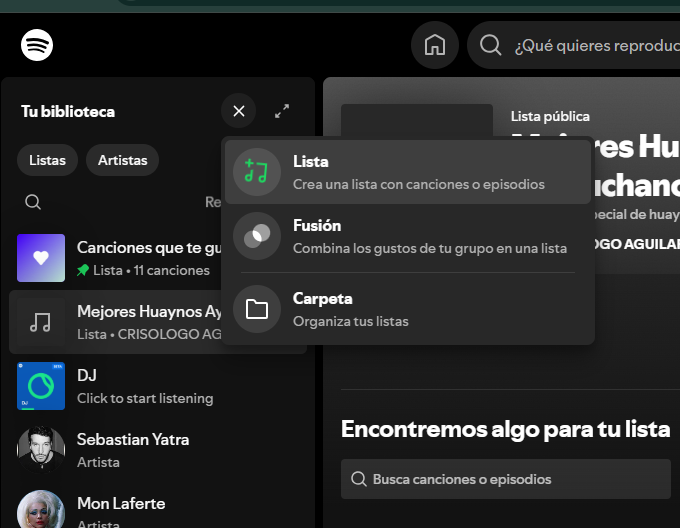 ¿Qué quieres reproduc
Tu biblioteca
Listas
Artistas
Re
Canciones que te gu
Lista • 11 canciones
Mejores Huaynos Ay
Lista • CRISOLOGO AG
DJ
Click to start listening
Sebastian Yatra
Artista
Mon Laferte
Artista
Lista
Crea una lista con canciones o episodios
Fusión
Combina los gustos de tu grupo en una lista
Carpeta
Organiza tus listas
Lista pública
Mejores Hu
uchano
pecial de huay
OGO AGUILAR
Encontremos algo para tu lista
Busca canciones o episodios